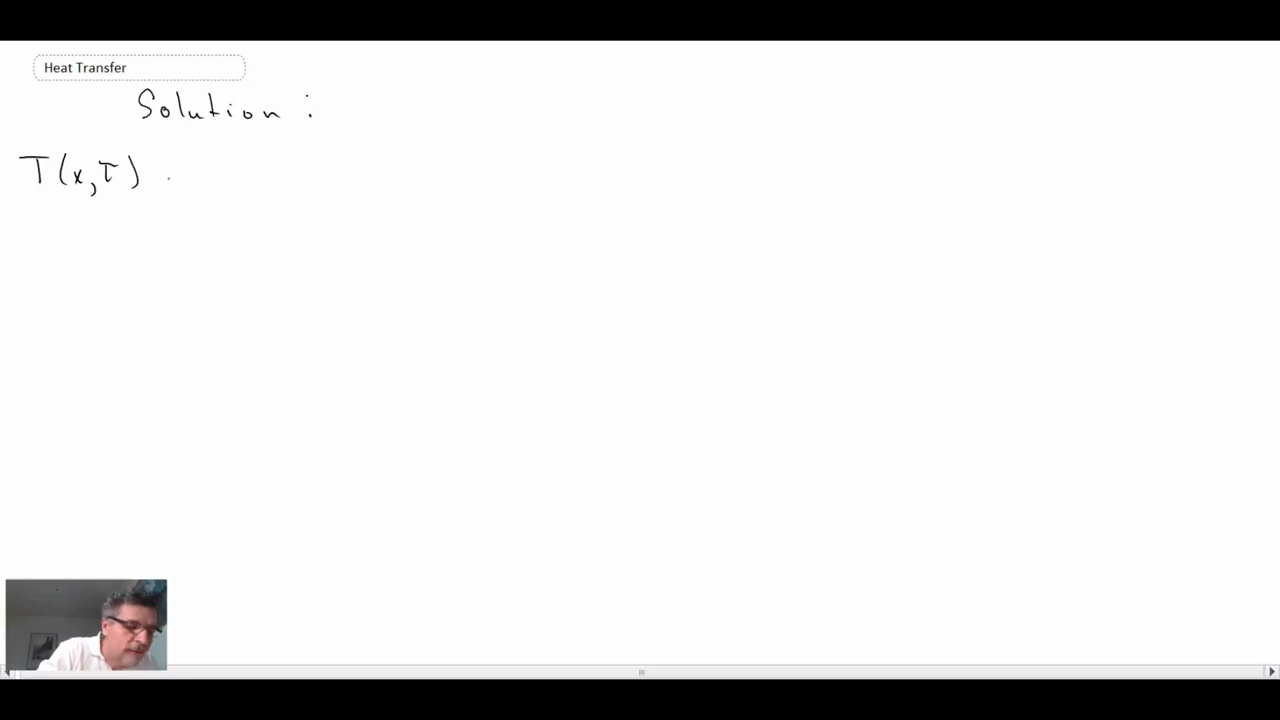 Heat Transfer
Solution :
T(x,τ)